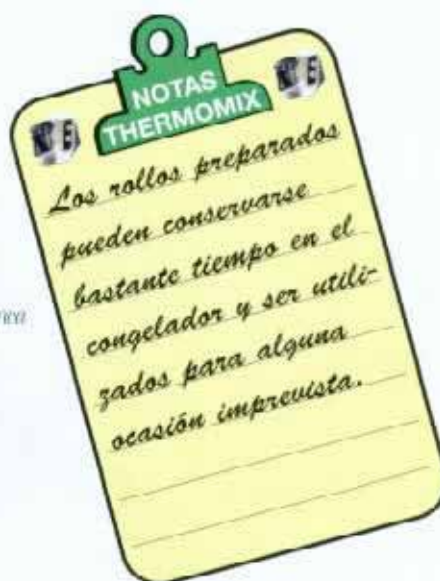 NOTAS
THERMOMIX
Los rollos preparados
pueden conservarse
bastante tiempo en el
congelador y ser utili-
zados para alguna
ocasión imprevista.